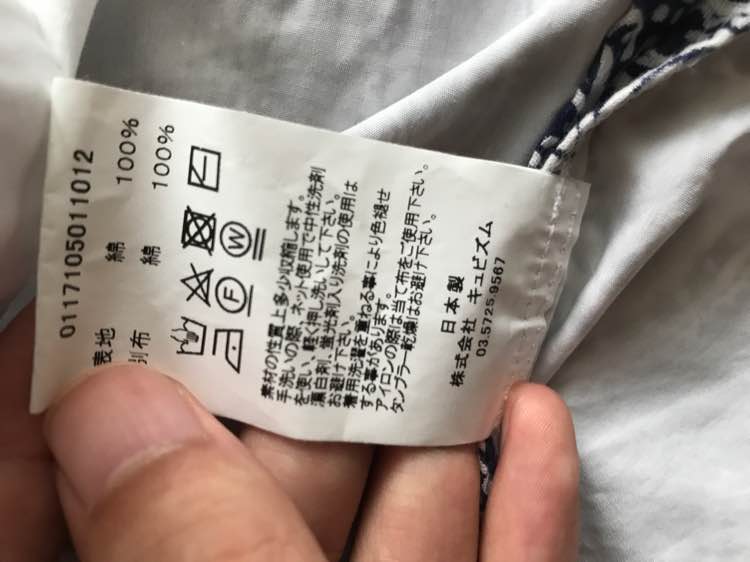 0117105011012
表地 綿 100%
別布 綿 100%
F W
素材の性質上多少収縮します。
手洗いの際、ネット使用で中性洗剤
を使い、軽く押し洗いして下さい。
漂白剤、蛍光剤入り洗剤の使用は
お避け下さい。
着用洗濯を重ねる事により色褪せ
する事があります。
アイロンの際は当て布をご使用下さい。
タンブラー乾燥はお避け下さい。
日本製
株式会社 キュビズム
03.5725.9567